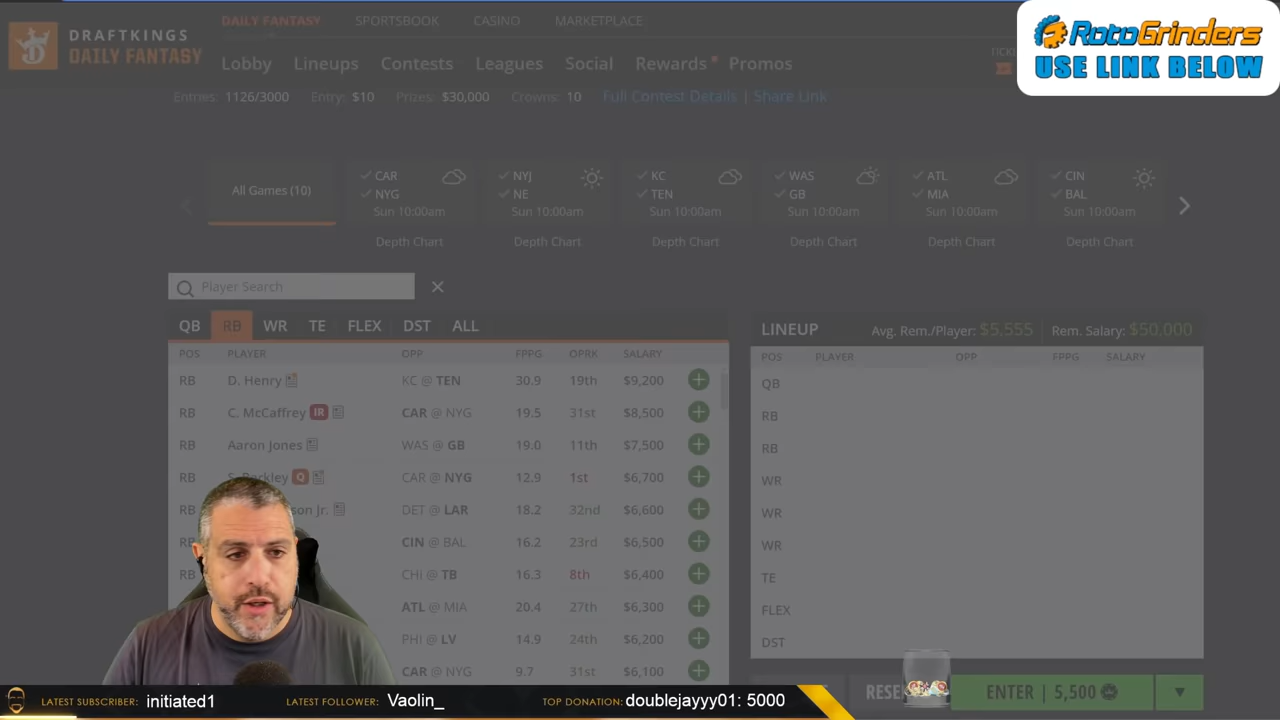 DAILY FANTASY SPORTSBOOK CASINO MARKETPLACE
DRAFTKINGS
DAILY FANTASY
Lobby Lineups Contests Leagues Social Rewards Promos
RotoGrinders
USE LINK BELOW
Entries: 1126/3000 Entry: $10 Prizes: $30,000 Crowns: 10 Full Contest Details | Share Link
All Games (10)
CAR
NYG
Sun 10:00am
Depth Chart
NYJ
NE
Sun 10:00am
Depth Chart
KC
TEN
Sun 10:00am
Depth Chart
WAS
GB
Sun 10:00am
Depth Chart
ATL
MIA
Sun 10:00am
Depth Chart
CIN
BAL
Sun 10:00am
Depth Chart
Player Search
QB RB WR TE FLEX DST ALL
POS PLAYER OPP FPPG OPRK SALARY
RB D. Henry KC @ TEN 30.9 19th $9,200
RB C. McCaffrey IR CAR @ NYG 19.5 31st $8,500
RB Aaron Jones WAS @ GB 19.0 11th $7,500
RB S. Barkley Q CAR @ NYG 12.9 1st $6,700
RB son Jr. DET @ LAR 18.2 32nd $6,600
RB CIN @ BAL 16.2 23rd $6,500
RB CHI @ TB 16.3 8th $6,400
ATL @ MIA 20.4 27th $6,300
PHI @ LV 14.9 24th $6,200
CAR @ NYG 9.7 31st $6,100
LINEUP Avg. Rem./Player: $5,555 Rem. Salary: $50,000
POS PLAYER OPP FPPG SALARY
QB
RB
RB
WR
WR
WR
TE
FLEX
DST
ENTER | 5,500
LATEST SUBSCRIBER: initiated1 LATEST FOLLOWER: Vaolin_ TOP DONATION: doublejayyy01: 5000